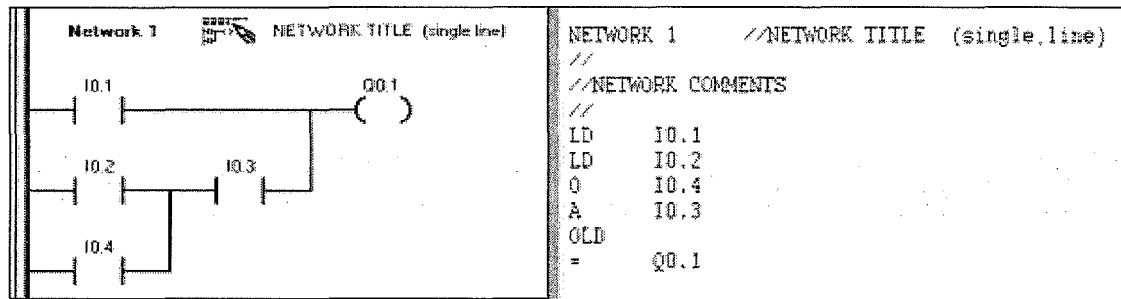 Network 1 NETWORK TITLE (single line)
I0.1
Q0.1
I0.2
I0.3
I0.4
NETWORK 1 //NETWORK TITLE (single line)
//
//NETWORK COMMENTS
//
LD I0.1
LD I0.2
O I0.4
A I0.3
OLD
= Q0.1